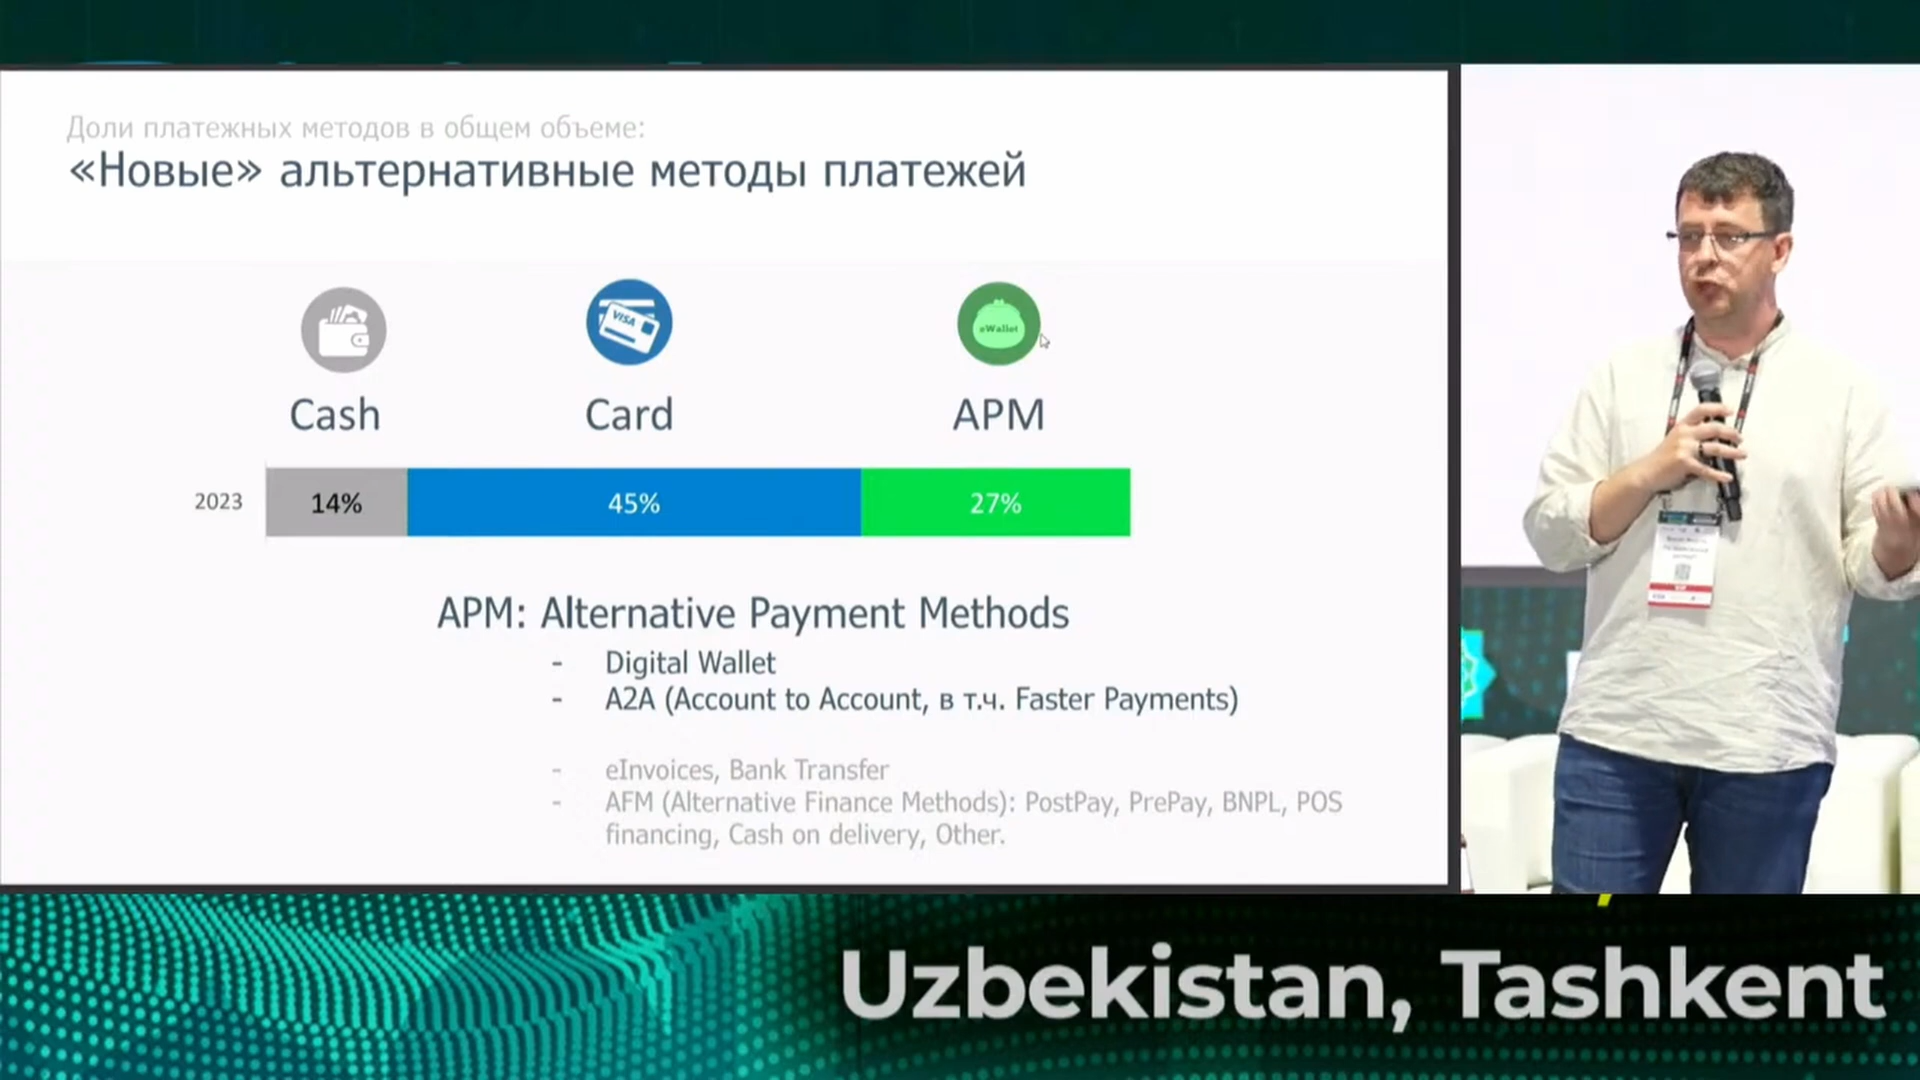 Доли платежных методов в общем объеме:
«Новые» альтернативные методы платежей
VISA
eWallet
Cash
Card
APM
2023
14%
45%
27%
APM: Alternative Payment Methods
- Digital Wallet
- A2A (Account to Account, в т.ч. Faster Payments)
- eInvoices, Bank Transfer
- AFM (Alternative Finance Methods): PostPay, PrePay, BNPL, POS
financing, Cash on delivery, Other.
Uzbekistan, Tashkent